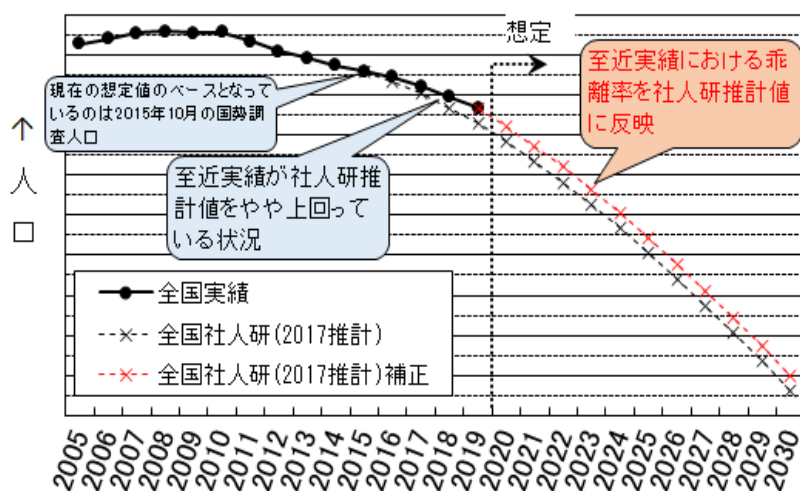 想定
至近実績における乖
離率を社人研推計値
に反映
現在の想定値のベースとなって
いるのは2015年10月の国勢調
査人口
↑
人
口
至近実績が社人研推
計値をやや上回って
いる状況
全国実績
全国社人研(2017推計)
全国社人研(2017推計)補正
2005
2006
2007
2008
2009
2010
2011
2012
2013
2014
2015
2016
2017
2018
2019
2020
2021
2022
2023
2024
2025
2026
2027
2028
2029
2030